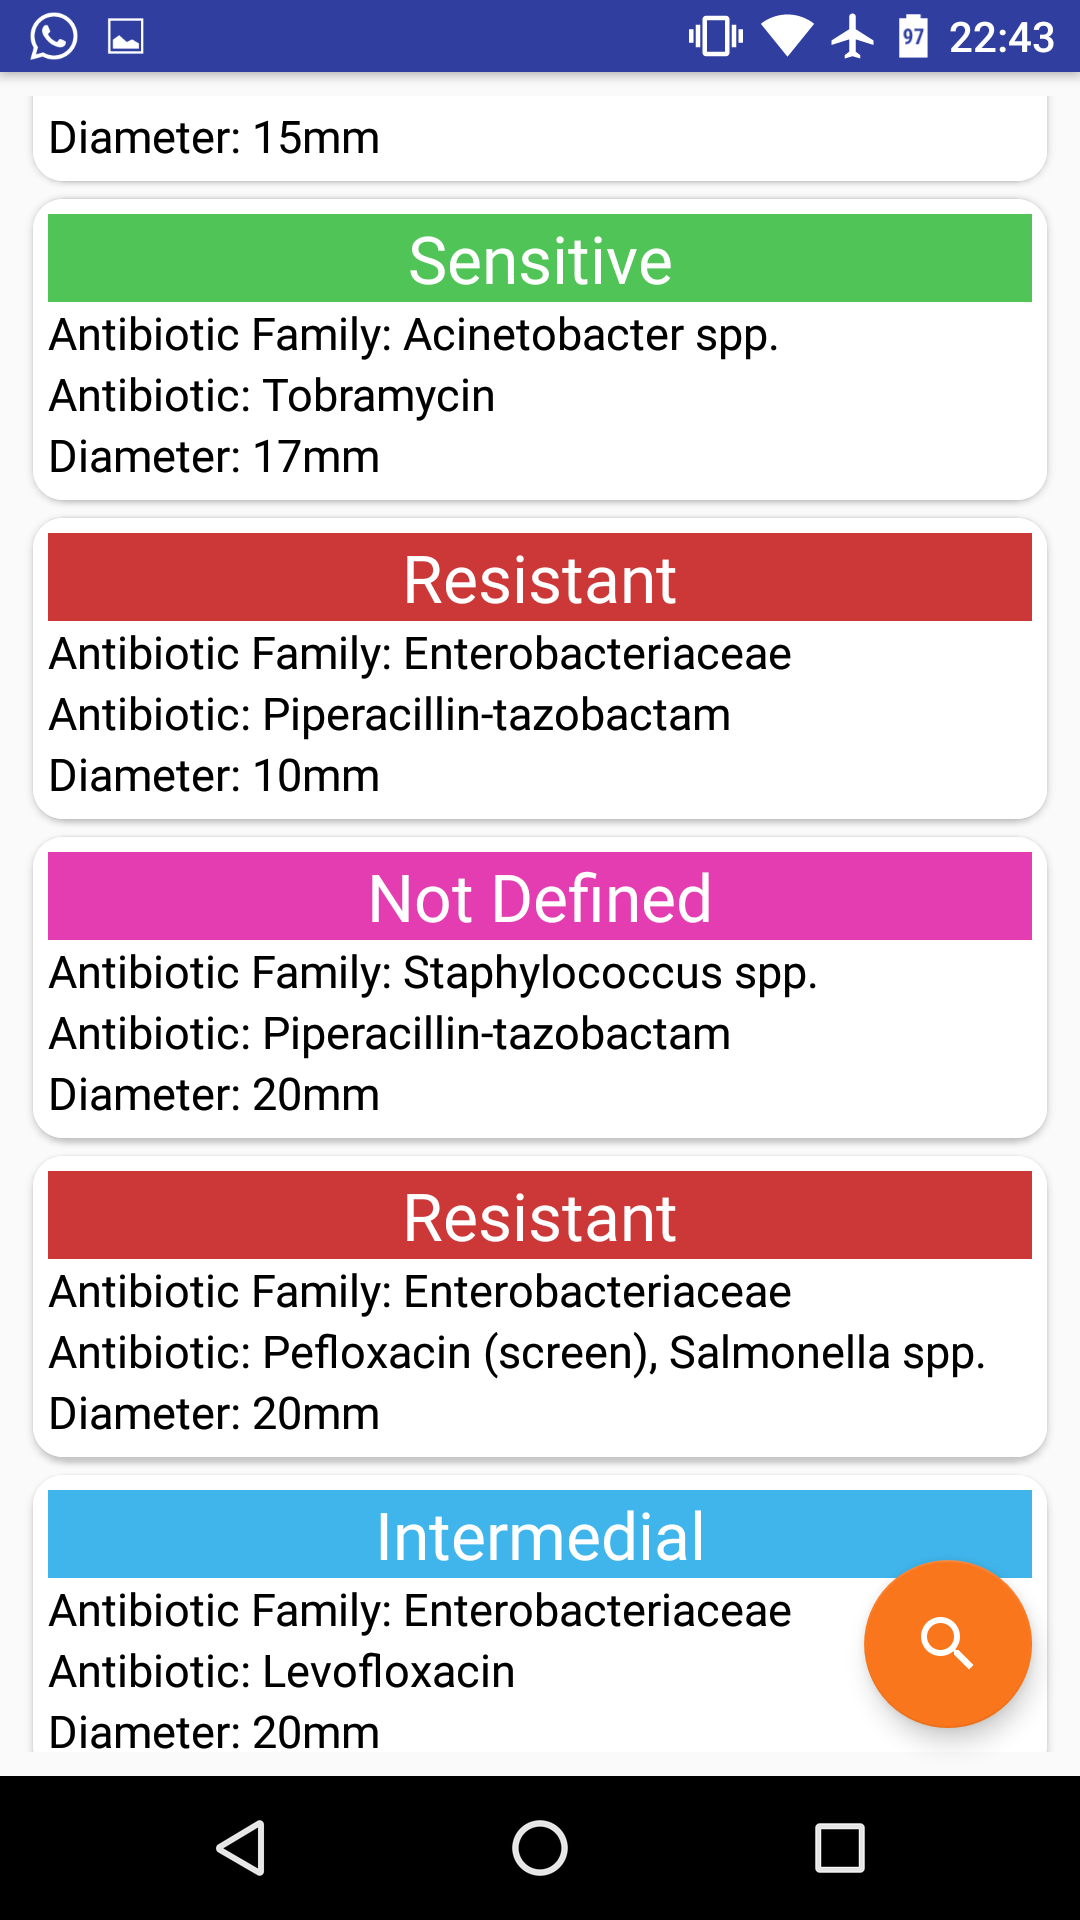 97 22:43
Diameter: 15mm
Sensitive
Antibiotic Family: Acinetobacter spp.
Antibiotic: Tobramycin
Diameter: 17mm
Resistant
Antibiotic Family: Enterobacteriaceae
Antibiotic: Piperacillin-tazobactam
Diameter: 10mm
Not Defined
Antibiotic Family: Staphylococcus spp.
Antibiotic: Piperacillin-tazobactam
Diameter: 20mm
Resistant
Antibiotic Family: Enterobacteriaceae
Antibiotic: Pefloxacin (screen), Salmonella spp.
Diameter: 20mm
Intermedial
Antibiotic Family: Enterobacteriaceae
Antibiotic: Levofloxacin
Diameter: 20mm